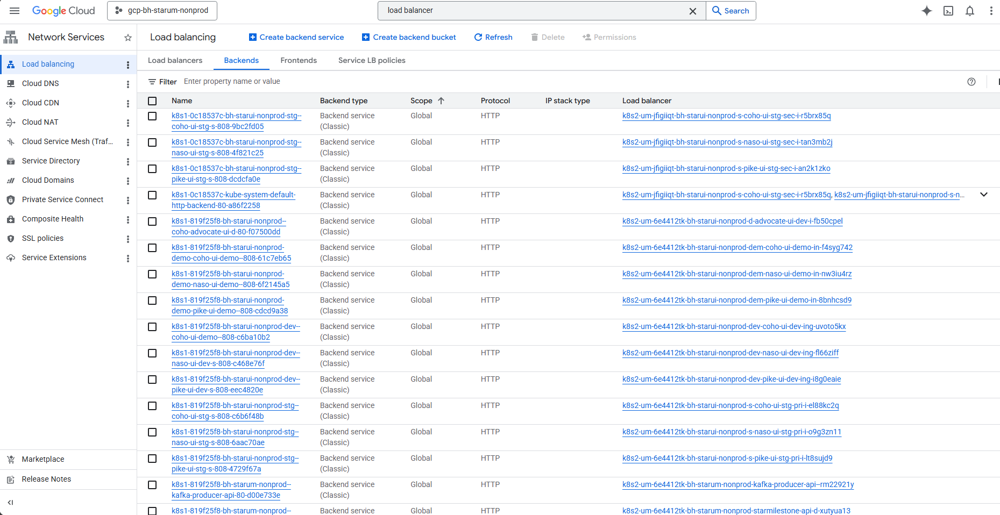 Google Cloud
gcp-bh-starum-nonprod
load balancer
Search
Network Services
Load balancing
Create backend service
Create backend bucket
Refresh
Delete
Permissions
Load balancing
Cloud DNS
Cloud CDN
Cloud NAT
Cloud Service Mesh (Traf...
Service Directory
Cloud Domains
Private Service Connect
Composite Health
SSL policies
Service Extensions
Marketplace
Release Notes
Load balancers
Backends
Frontends
Service LB policies
Filter
Enter property name or value
Name
Backend type
Scope
Protocol
IP stack type
Load balancer
k8s1-0c18537c-bh-starui-nonprod-stg--
coho-ui-stg-s-808-9bc2fd05
Backend service
(Classic)
Global
HTTP
k8s2-um-jfigiiqt-bh-starui-nonprod-s-coho-ui-stg-sec-i-r5brx85q
k8s1-0c18537c-bh-starui-nonprod-stg--
naso-ui-stg-s-808-4f821c25
Backend service
(Classic)
Global
HTTP
k8s2-um-jfigiiqt-bh-starui-nonprod-s-naso-ui-stg-sec-i-tan3mb2j
k8s1-0c18537c-bh-starui-nonprod-stg--
pike-ui-stg-s-808-dcdcfa0e
Backend service
(Classic)
Global
HTTP
k8s2-um-jfigiiqt-bh-starui-nonprod-s-pike-ui-stg-sec-i-an2k1zko
k8s1-0c18537c-kube-system-default-
http-backend-80-a86f2258
Backend service
(Classic)
Global
HTTP
k8s2-um-jfigiiqt-bh-starui-nonprod-s-coho-ui-stg-sec-i-r5brx85q, k8s2-um-jfigiiqt-bh-starui-nonprod-s-n...
k8s1-819f25f8-bh-starui-nonprod--
coho-advocate-ui-d-80-f07500dd
Backend service
(Classic)
Global
HTTP
k8s2-um-6e4412tk-bh-starui-nonprod-d-advocate-ui-dev-i-fb50cpel
k8s1-819f25f8-bh-starui-nonprod-
demo-coho-ui-demo--808-61c7eb65
Backend service
(Classic)
Global
HTTP
k8s2-um-6e4412tk-bh-starui-nonprod-dem-coho-ui-demo-in-f4syg742
k8s1-819f25f8-bh-starui-nonprod-
demo-naso-ui-demo--808-6f2145a5
Backend service
(Classic)
Global
HTTP
k8s2-um-6e4412tk-bh-starui-nonprod-dem-naso-ui-demo-in-nw3iu4rz
k8s1-819f25f8-bh-starui-nonprod-
demo-pike-ui-demo--808-cdcd9a38
Backend service
(Classic)
Global
HTTP
k8s2-um-6e4412tk-bh-starui-nonprod-dem-pike-ui-demo-in-8bnhcsd9
k8s1-819f25f8-bh-starui-nonprod-dev--
coho-ui-demo--808-c6ba10b2
Backend service
(Classic)
Global
HTTP
k8s2-um-6e4412tk-bh-starui-nonprod-dev-coho-ui-dev-ing-uvoto5kx
k8s1-819f25f8-bh-starui-nonprod-dev--
naso-ui-dev-s-808-c468e76f
Backend service
(Classic)
Global
HTTP
k8s2-um-6e4412tk-bh-starui-nonprod-dev-naso-ui-dev-ing-fl66ziff
k8s1-819f25f8-bh-starui-nonprod-dev--
pike-ui-dev-s-808-eec4820e
Backend service
(Classic)
Global
HTTP
k8s2-um-6e4412tk-bh-starui-nonprod-dev-pike-ui-dev-ing-i8g0eaie
k8s1-819f25f8-bh-starui-nonprod-stg--
coho-ui-stg-s-808-c6b6f48b
Backend service
(Classic)
Global
HTTP
k8s2-um-6e4412tk-bh-starui-nonprod-s-coho-ui-stg-pri-i-el88kc2q
k8s1-819f25f8-bh-starui-nonprod-stg--
naso-ui-stg-s-808-6aac70ae
Backend service
(Classic)
Global
HTTP
k8s2-um-6e4412tk-bh-starui-nonprod-s-naso-ui-stg-pri-i-o9g3zn11
k8s1-819f25f8-bh-starui-nonprod-stg--
pike-ui-stg-s-808-4729f67a
Backend service
(Classic)
Global
HTTP
k8s2-um-6e4412tk-bh-starui-nonprod-s-pike-ui-stg-pri-i-lt8sujd9
k8s1-819f25f8-bh-starum-nonprod--
kafka-producer-api-80-d00e733e
Backend service
(Classic)
Global
HTTP
k8s2-um-6e4412tk-bh-starum-nonprod-kafka-producer-api--rm22921y
k8s1-819f25f8-bh-starum-nonprod--
Backend service
Global
HTTP
k8s2-um-6e4412tk-bh-starum-nonprod-starmilestone-api-d-xutyua13